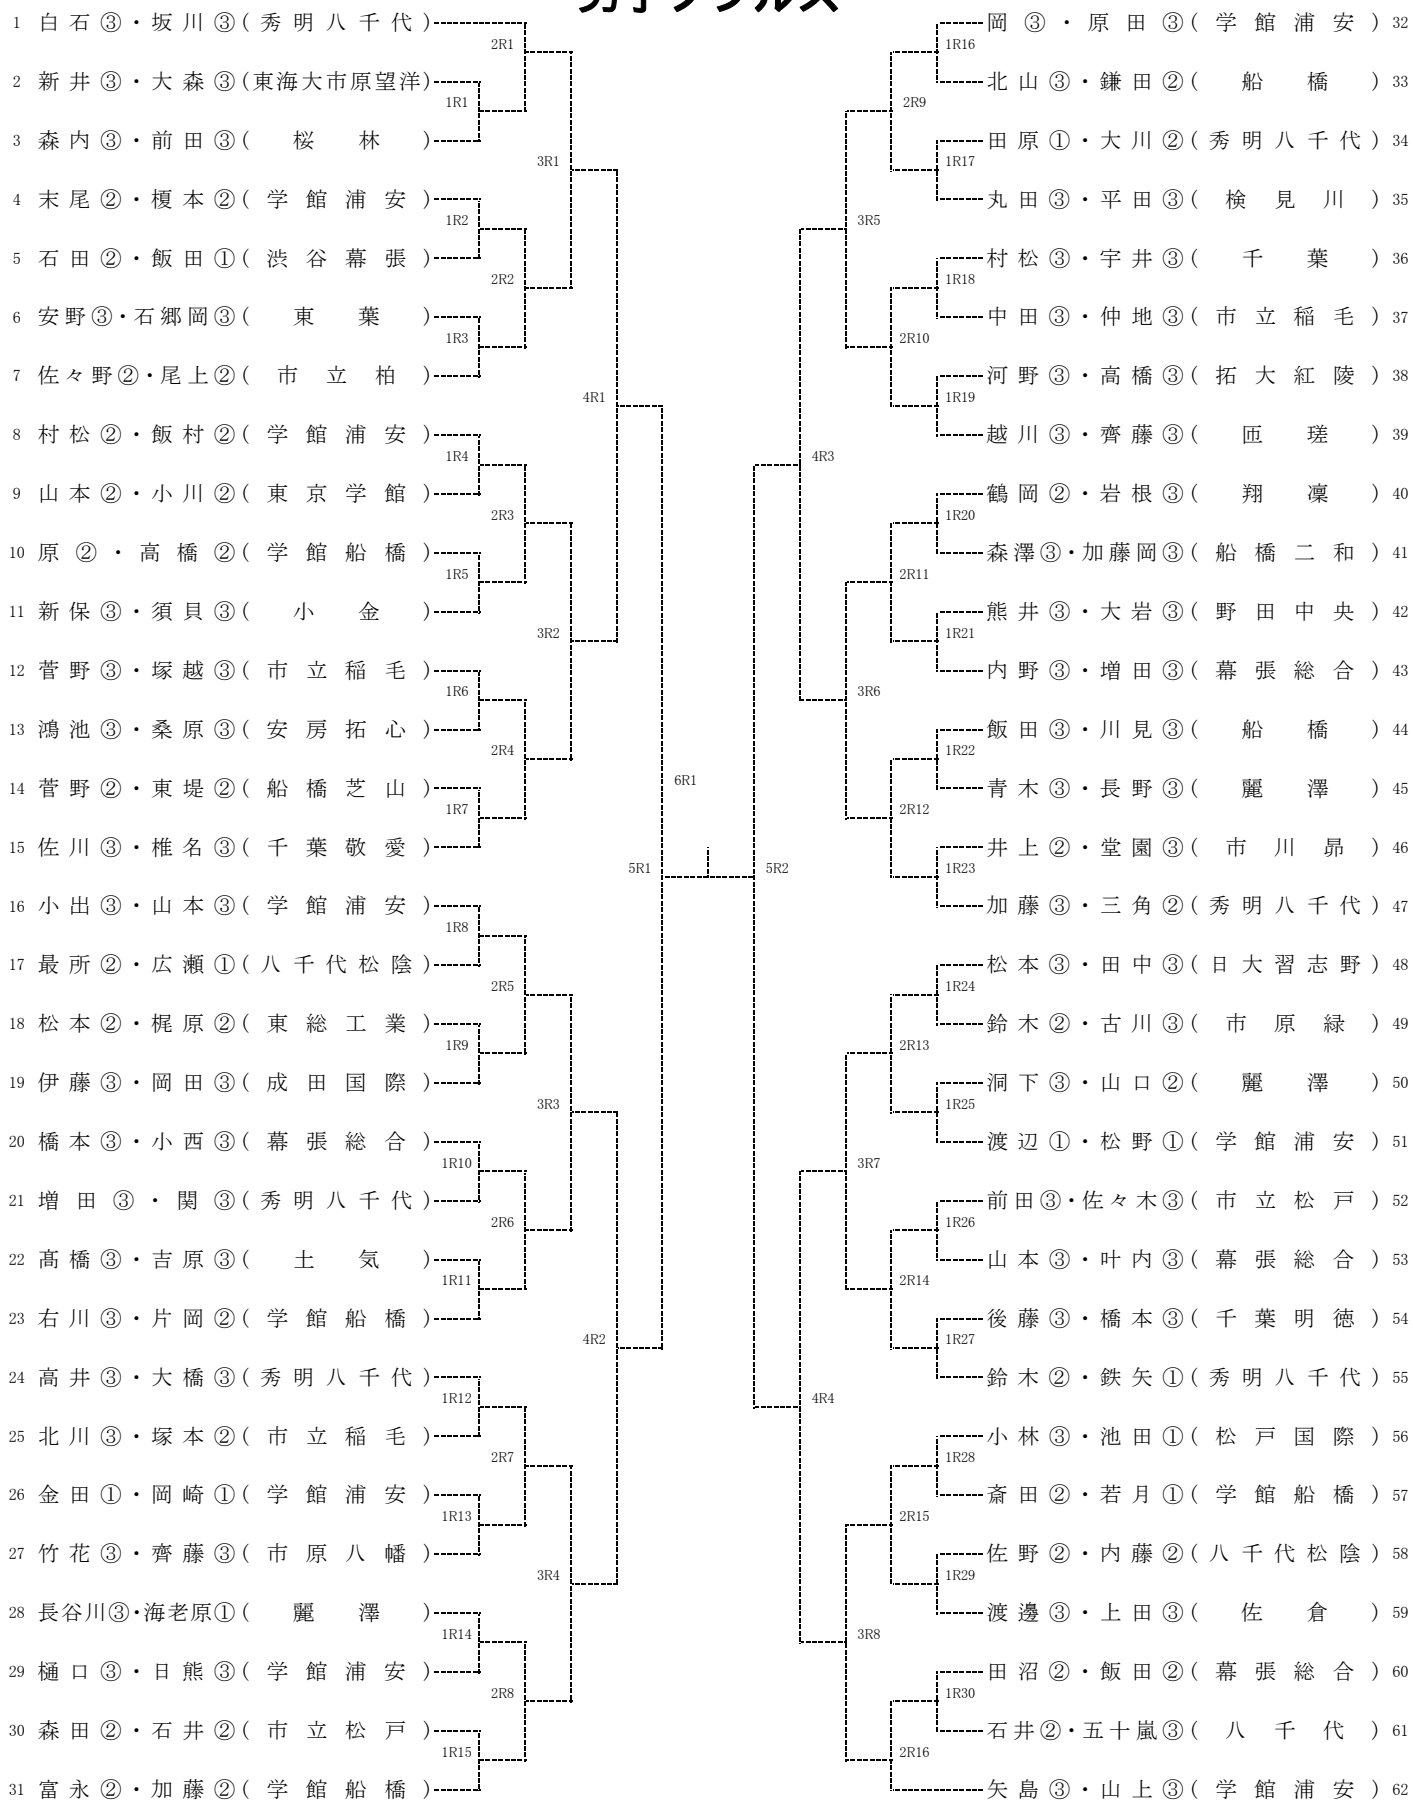 男子ダブルス
1 白石③・坂川③(秀明八千代)
2R1
2 新井③・大森③(東海大市原望洋)
1R1
3 森内③・前田③(桜林)
3R1
4 末尾②・榎本②(学館浦安)
1R2
5 石田②・飯田①(渋谷幕張)
2R2
6 安野③・石郷岡③(東葉)
1R3
7 佐々野②・尾上②(市立柏)
4R1
8 村松②・飯村②(学館浦安)
1R4
9 山本②・小川②(東京学館)
2R3
10 原②・高橋②(学館船橋)
1R5
11 新保③・須貝③(小金)
3R2
12 菅野③・塚越③(市立稲毛)
1R6
13 鴻池③・桑原③(安房拓心)
2R4
14 菅野②・東堤②(船橋芝山)
1R7
15 佐川③・椎名③(千葉敬愛)
5R1
16 小出③・山本③(学館浦安)
1R8
17 最所②・広瀬①(八千代松陰)
2R5
18 松本②・梶原②(東総工業)
1R9
19 伊藤③・岡田③(成田国際)
3R3
20 橋本③・小西③(幕張総合)
1R10
21 増田③・関③(秀明八千代)
2R6
22 髙橋③・吉原③(土気)
1R11
23 右川③・片岡②(学館船橋)
4R2
24 高井③・大橋③(秀明八千代)
1R12
25 北川③・塚本②(市立稲毛)
2R7
26 金田①・岡崎①(学館浦安)
1R13
27 竹花③・齊藤③(市原八幡)
3R4
28 長谷川③・海老原①(麗澤)
1R14
29 樋口③・日熊③(学館浦安)
2R8
30 森田②・石井②(市立松戸)
1R15
31 富永②・加藤②(学館船橋)
6R1
岡③・原田③(学館浦安) 32
1R16
北山③・鎌田②(船橋) 33
2R9
田原①・大川②(秀明八千代) 34
1R17
丸田③・平田③(検見川) 35
3R5
村松③・宇井③(千葉) 36
1R18
中田③・仲地③(市立稲毛) 37
2R10
河野③・高橋③(拓大紅陵) 38
1R19
越川③・齊藤③(匝瑳) 39
4R3
鶴岡②・岩根③(翔凜) 40
1R20
森澤③・加藤岡③(船橋二和) 41
2R11
熊井③・大岩③(野田中央) 42
1R21
内野③・増田③(幕張総合) 43
3R6
飯田③・川見③(船橋) 44
1R22
青木③・長野③(麗澤) 45
2R12
井上②・堂園③(市川昴) 46
1R23
5R2
加藤③・三角②(秀明八千代) 47
松本③・田中③(日大習志野) 48
1R24
鈴木②・古川③(市原緑) 49
2R13
洞下③・山口②(麗澤) 50
1R25
渡辺①・松野①(学館浦安) 51
3R7
前田③・佐々木③(市立松戸) 52
1R26
山本③・叶内③(幕張総合) 53
2R14
後藤③・橋本③(千葉明徳) 54
1R27
鈴木②・鉄矢①(秀明八千代) 55
4R4
小林③・池田①(松戸国際) 56
1R28
斎田②・若月①(学館船橋) 57
2R15
佐野②・内藤②(八千代松陰) 58
1R29
渡邊③・上田③(佐倉) 59
3R8
田沼②・飯田②(幕張総合) 60
1R30
石井②・五十嵐③(八千代) 61
2R16
矢島③・山上③(学館浦安) 62